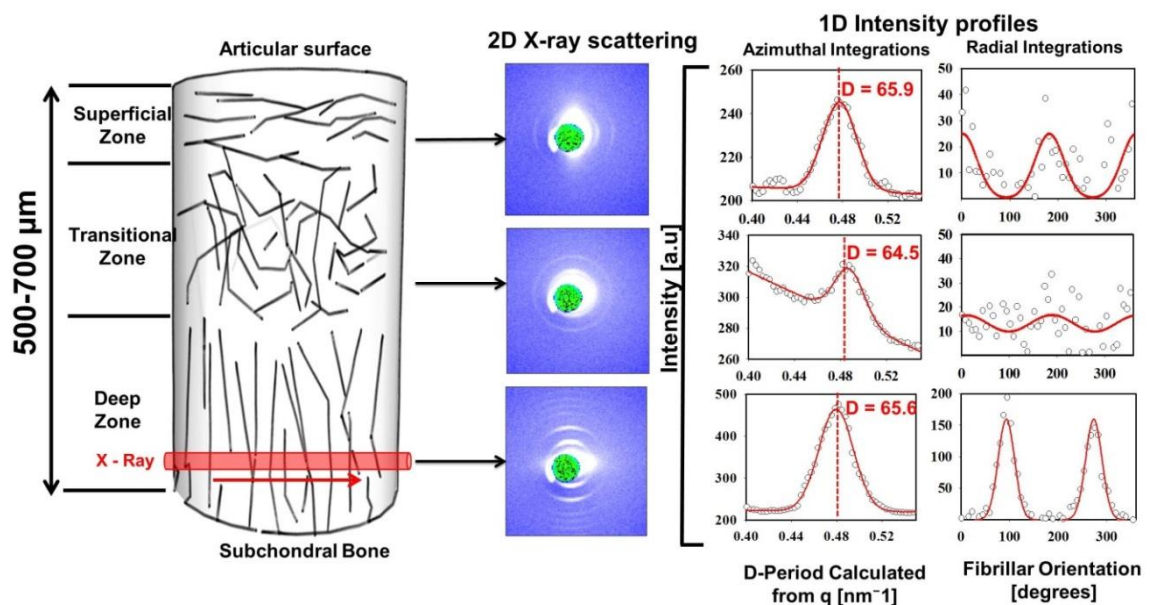 1D Intensity profiles
2D X-ray scattering
Azimuthal Integrations
Radial Integrations
Articular surface
Superficial
Zone
Transitional
Zone
Deep
Zone
X - Ray
500-700 µm
Subchondral Bone
Intensity [a.u]
260
240
220
200
0.40
0.44
0.48
0.52
D = 65.9
50
40
30
20
10
0
100
200
300
340
320
300
280
260
0.40
0.44
0.48
0.52
D = 64.5
50
40
30
20
10
0
100
200
300
500
400
300
200
0.40
0.44
0.48
0.52
D = 65.6
200
150
100
50
0
100
200
300
D-Period Calculated
from q [nm⁻¹]
Fibrillar Orientation
[degrees]